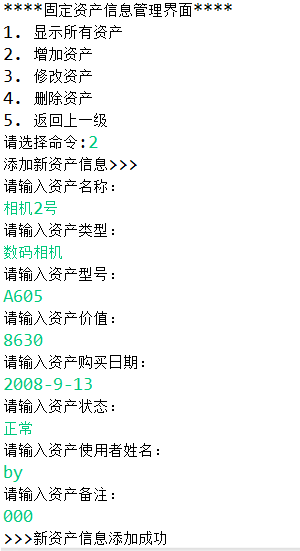 ****固定资产信息管理界面****
1. 显示所有资产
2. 增加资产
3. 修改资产
4. 删除资产
5. 返回上一级
请选择命令:2
添加新资产信息>>>
请输入资产名称：
相机2号
请输入资产类型：
数码相机
请输入资产型号：
A605
请输入资产价值：
8630
请输入资产购买日期：
2008-9-13
请输入资产状态：
正常
请输入资产使用者姓名：
by
请输入资产备注：
000
>>>新资产信息添加成功